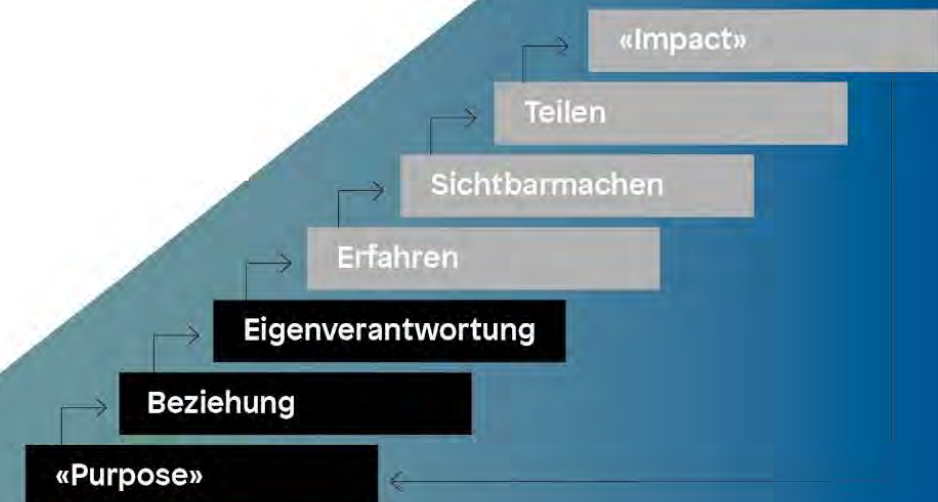 «Impact»
Teilen
Sichtbarmachen
Erfahren
Eigenverantwortung
Beziehung
«Purpose»